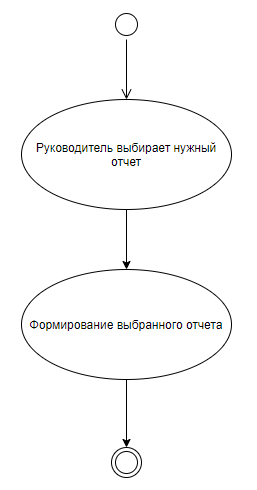 Руководитель выбирает нужный
отчет
Формирование выбранного отчета